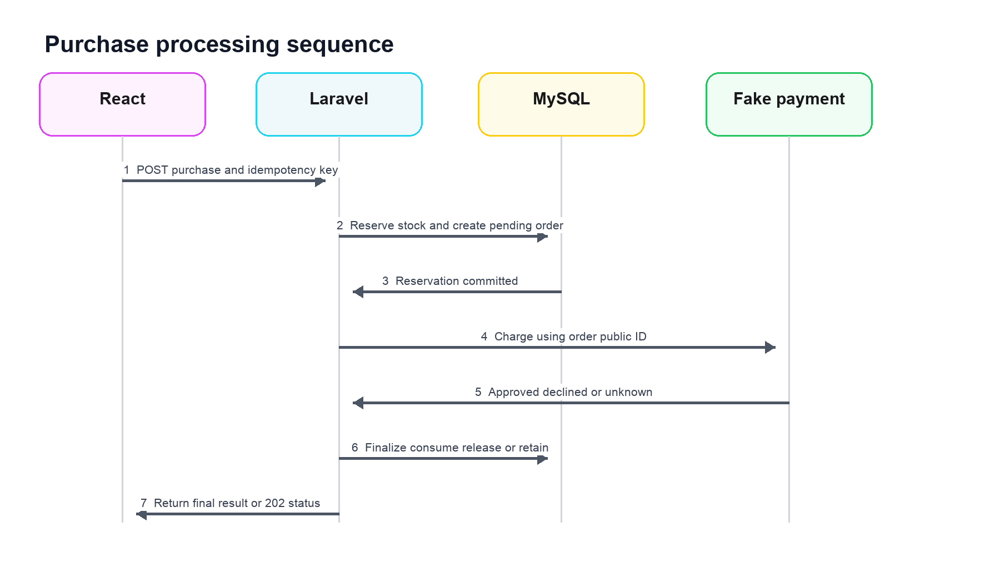 Purchase processing sequence
React
Laravel
MySQL
Fake payment
1 POST purchase and idempotency key
2 Reserve stock and create pending order
3 Reservation committed
4 Charge using order public ID
5 Approved declined or unknown
6 Finalize consume release or retain
7 Return final result or 202 status